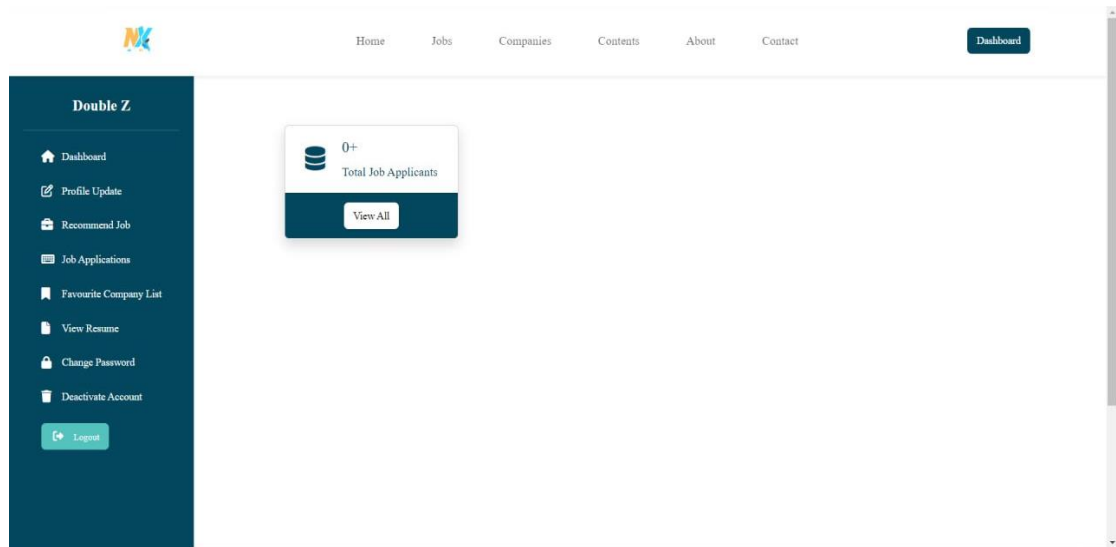 NK
Home Jobs Companies Contents About Contact Dashboard
Double Z
Dashboard
Profile Update
Recommend Job
Job Applications
Favourite Company List
View Resume
Change Password
Deactivate Account
Logout
0+
Total Job Applicants
View All